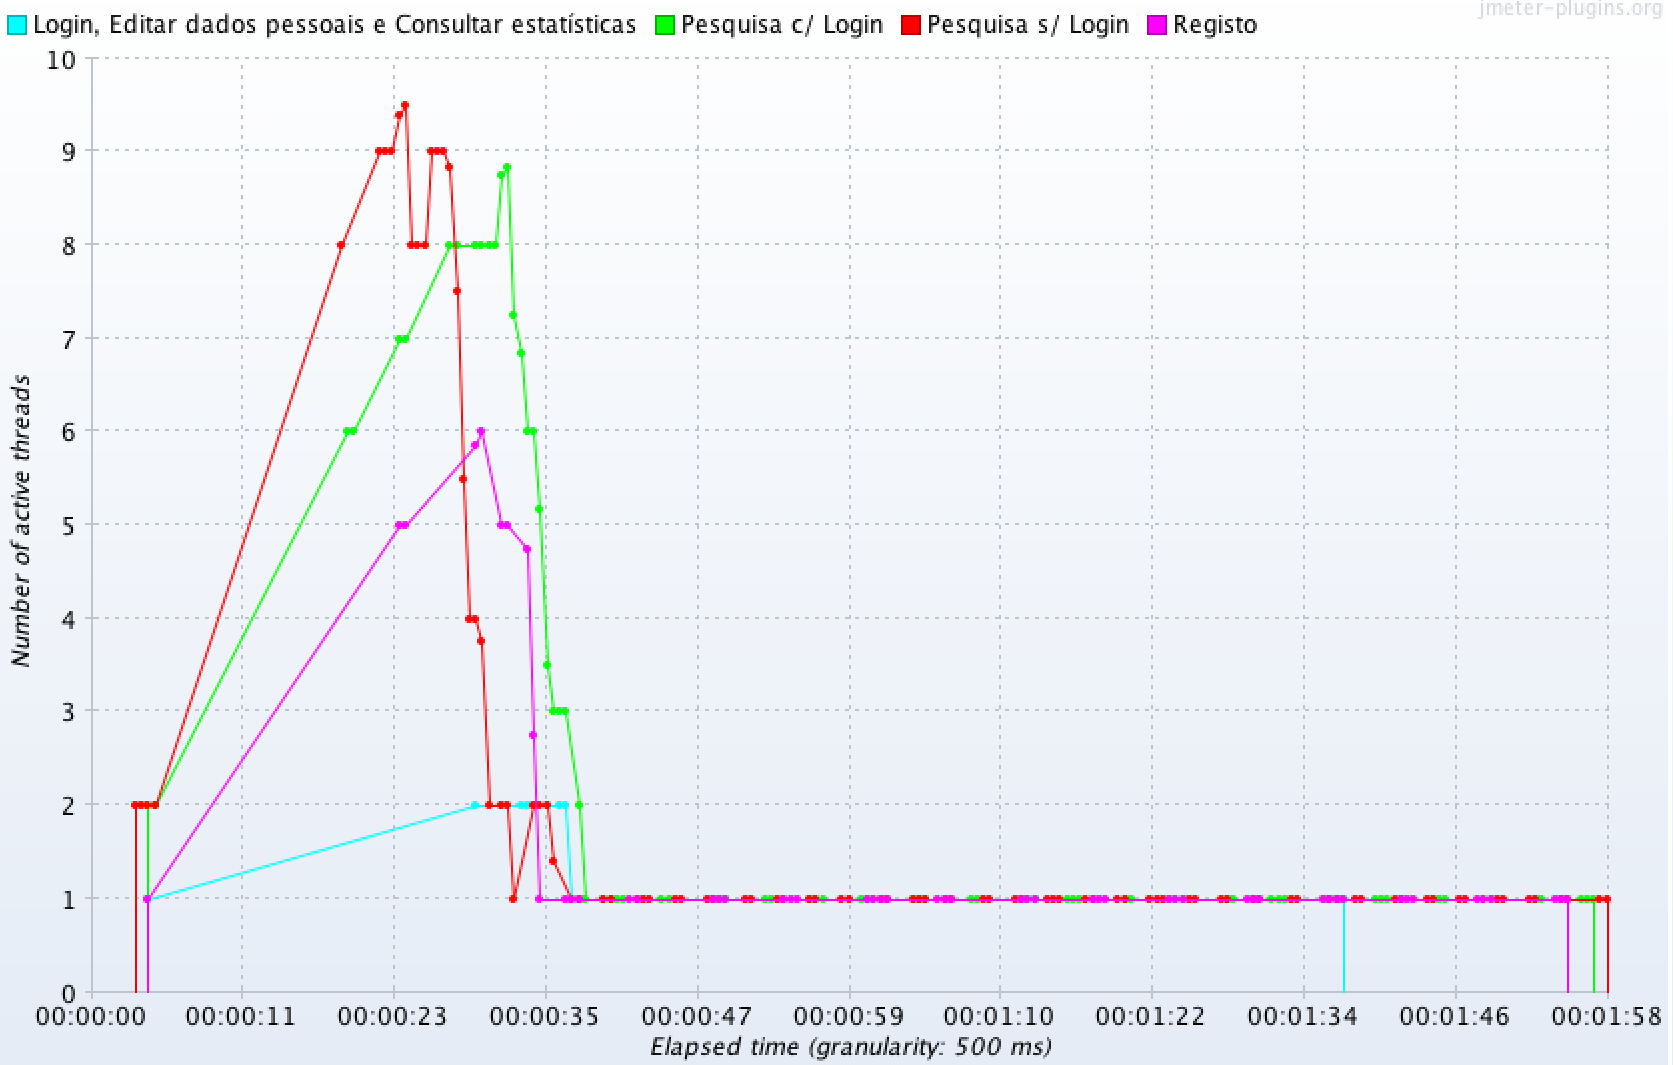 jmeter-plugins.org
Login, Editar dados pessoais e Consultar estatísticas Pesquisa c/ Login Pesquisa s/ Login Registo
10
9
8
7
6
5
4
3
2
1
0
Number of active threads
00:00:00 00:00:11 00:00:23 00:00:35 00:00:47 00:00:59 00:01:10 00:01:22 00:01:34 00:01:46 00:01:58
Elapsed time (granularity: 500 ms)